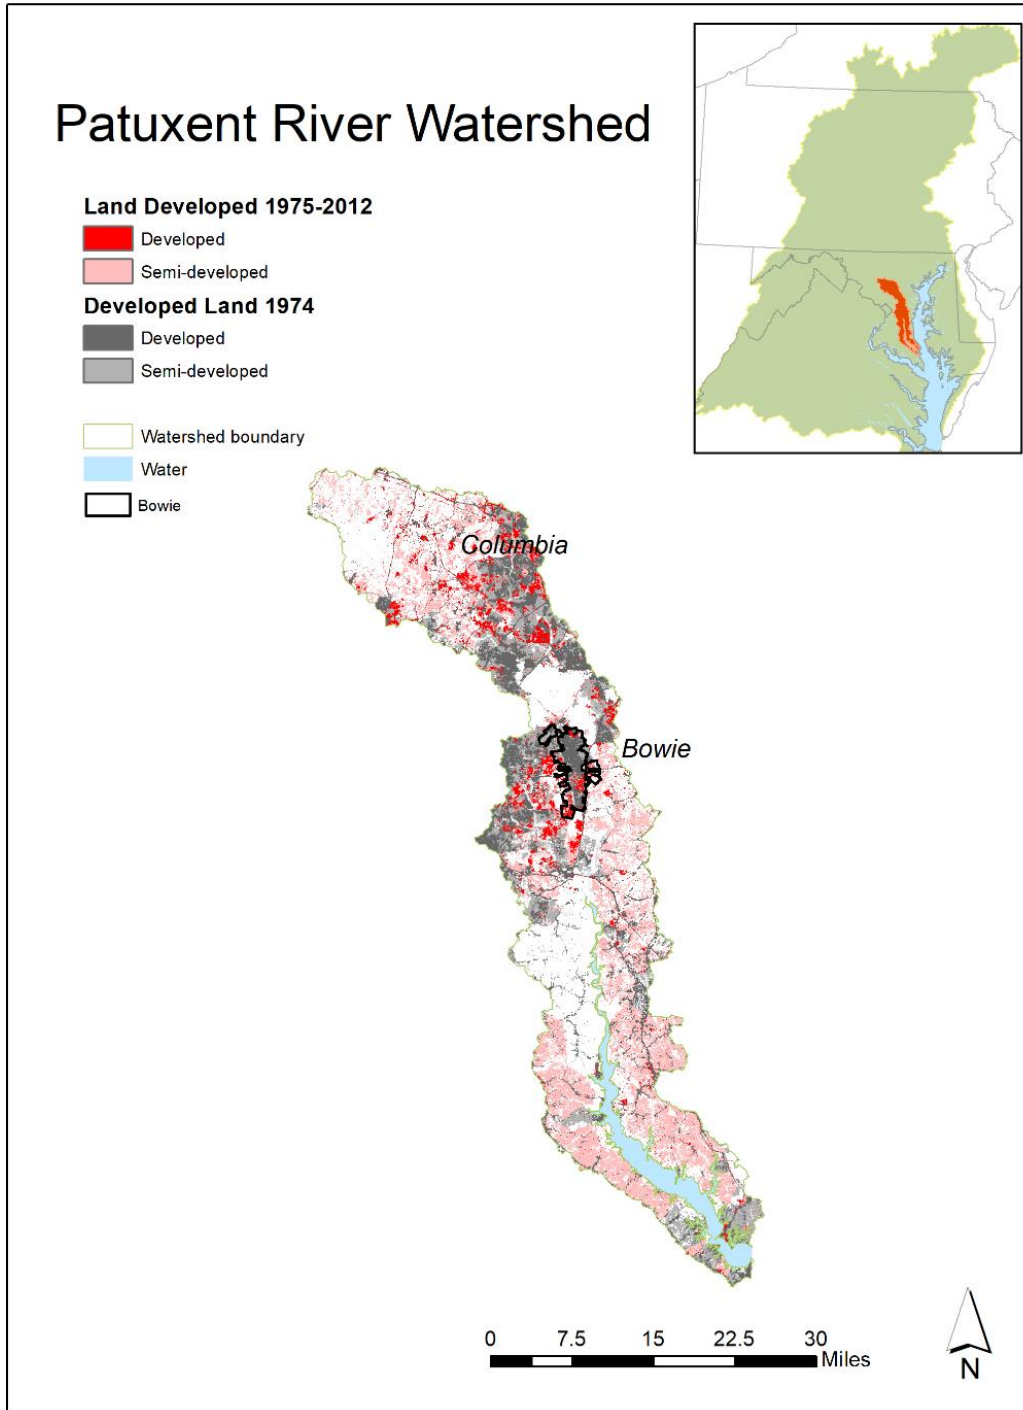 Patuxent River Watershed
Land Developed 1975-2012
Developed
Semi-developed
Developed Land 1974
Developed
Semi-developed
Watershed boundary
Water
Bowie
Columbia
Bowie
0 7.5 15 22.5 30
Miles
N